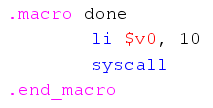 .macro done
li $v0, 10
syscall
.end_macro